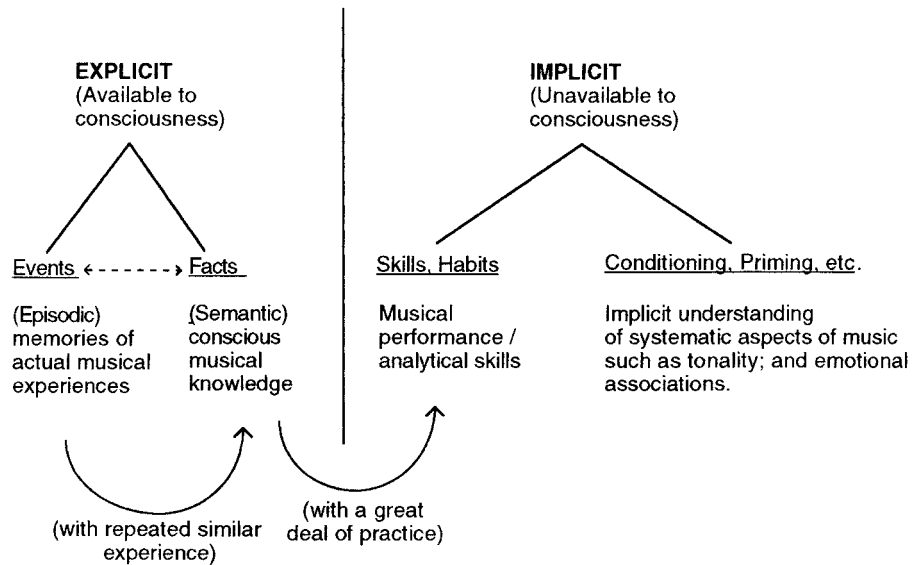 EXPLICIT
(Available to
consciousness)
IMPLICIT
(Unavailable to
consciousness)
Events
Facts
Skills, Habits
Conditioning, Priming, etc.
(Episodic)
memories of
actual musical
experiences
(Semantic)
conscious
musical
knowledge
Musical
performance /
analytical skills
Implicit understanding
of systematic aspects of music
such as tonality; and emotional
associations.
(with repeated similar
experience)
(with a great
deal of practice)